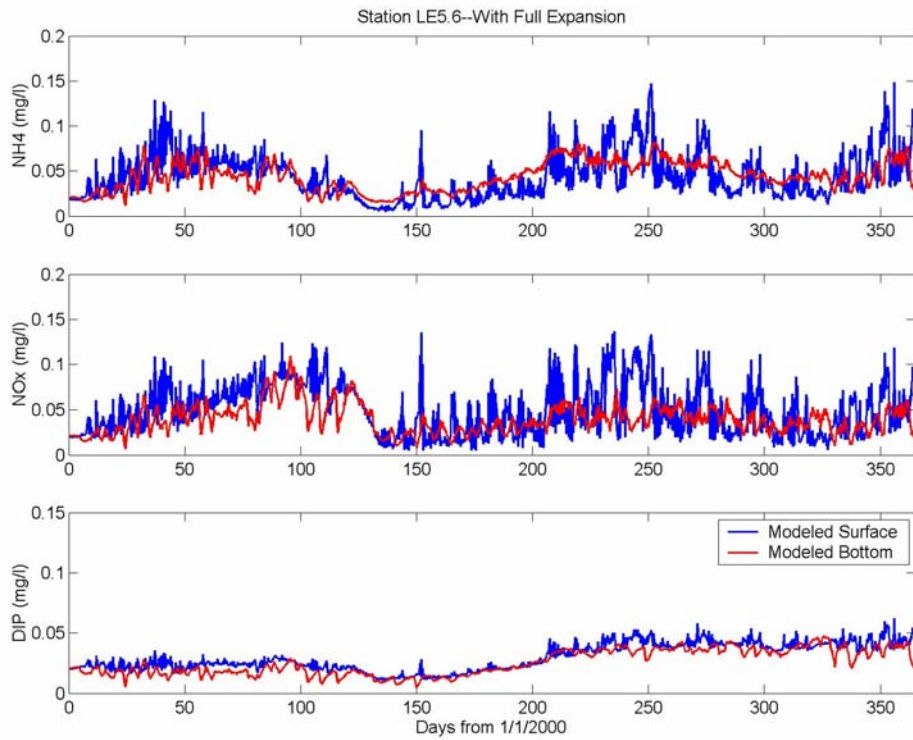 Station LE5.6--With Full Expansion
0.2
0.15
0.1
0.05
0
NH4 (mg/l)
0 50 100 150 200 250 300 350
0.2
0.15
0.1
0.05
0
NOx (mg/l)
0 50 100 150 200 250 300 350
0.15
0.1
0.05
0
DIP (mg/l)
Modeled Surface
Modeled Bottom
0 50 100 150 200 250 300 350
Days from 1/1/2000